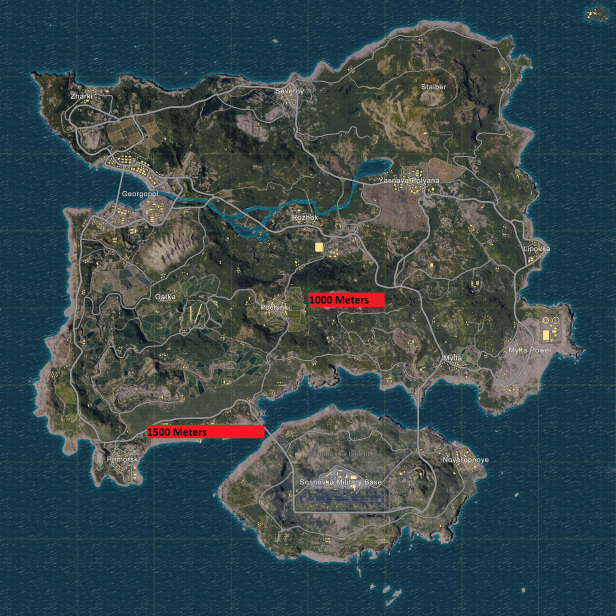 Zharki
Severny
Stalber
Yasnaya Polyana
Georgopol
Rozhok
Lipovka
Gatka
1000 Meters
Pochinki
Mylta Power
Mylta
1500 Meters
Primorsk
Novorepnoye
Sosnovka Military Base